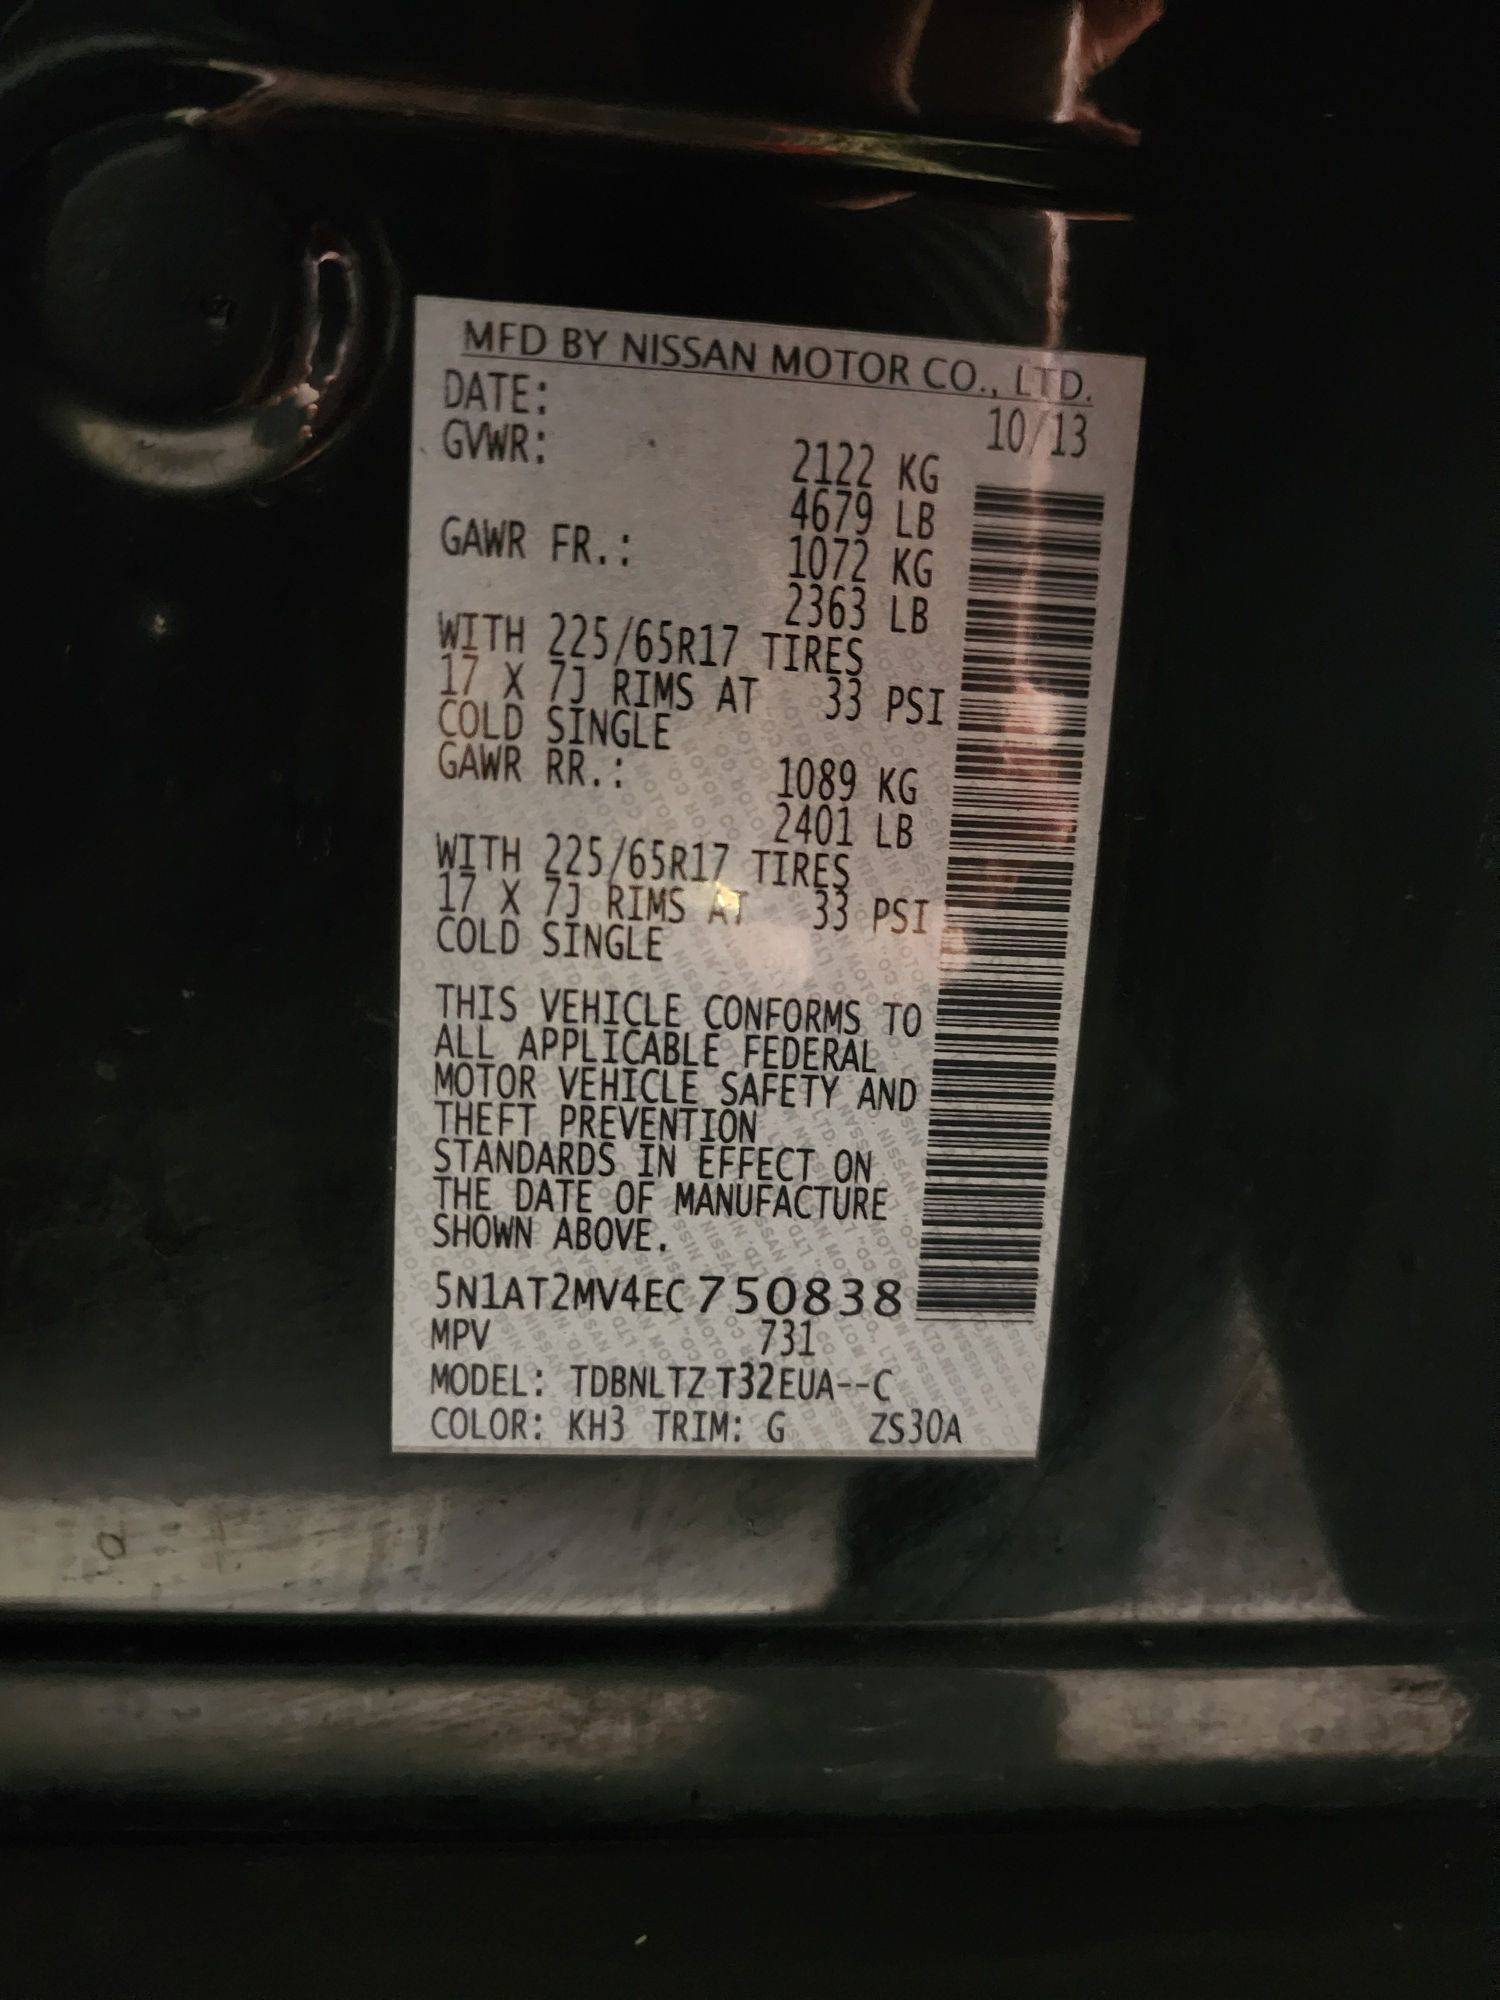 MFD BY NISSAN MOTOR CO., LTD.
DATE: 10/13
GVWR: 2122 KG
4679 LB
GAWR FR.: 1072 KG
2363 LB
WITH 225/65R17 TIRES
17 X 7J RIMS AT 33 PSI
COLD SINGLE
GAWR RR.: 1089 KG
2401 LB
WITH 225/65R17 TIRES
17 X 7J RIMS AT 33 PSI
COLD SINGLE
THIS VEHICLE CONFORMS TO
ALL APPLICABLE FEDERAL
MOTOR VEHICLE SAFETY AND
THEFT PREVENTION
STANDARDS IN EFFECT ON
THE DATE OF MANUFACTURE
SHOWN ABOVE.
5N1AT2MV4EC750838
MPV 731
MODEL: TDBNLTZ T32EUA--C
COLOR: KH3 TRIM: G ZS30A